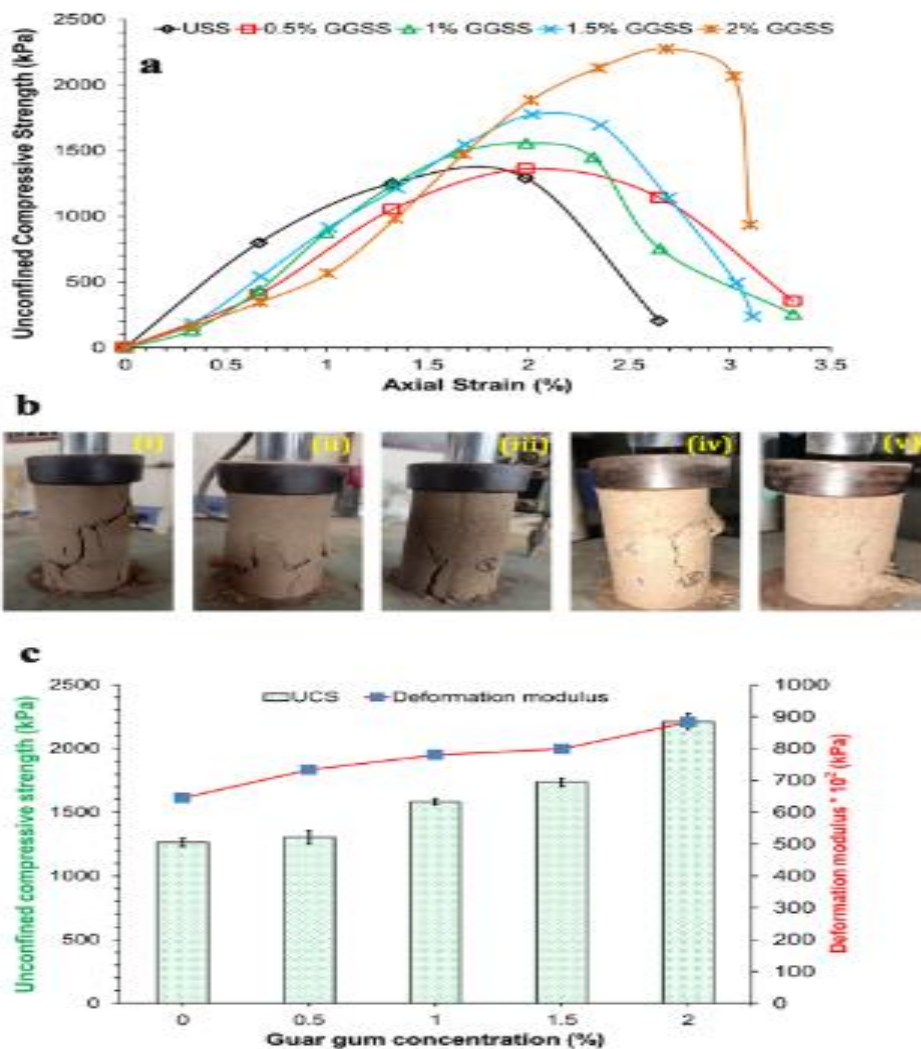 USS 0.5% GGSS 1% GGSS 1.5% GGSS 2% GGSS
a
Unconfined Compressive Strength (kPa)
2500
2000
1500
1000
500
0
0 0.5 1 1.5 2 2.5 3 3.5
Axial Strain (%)
b
(i) (ii) (iii) (iv) (v)
c
UCS Deformation modulus
Unconfined compressive strength (kPa)
2500
2000
1500
1000
500
0
1000
900
800
700
600
500
400
300
200
100
0
Deformation modulus * 10² (kPa)
0 0.5 1 1.5 2
Guar gum concentration (%)